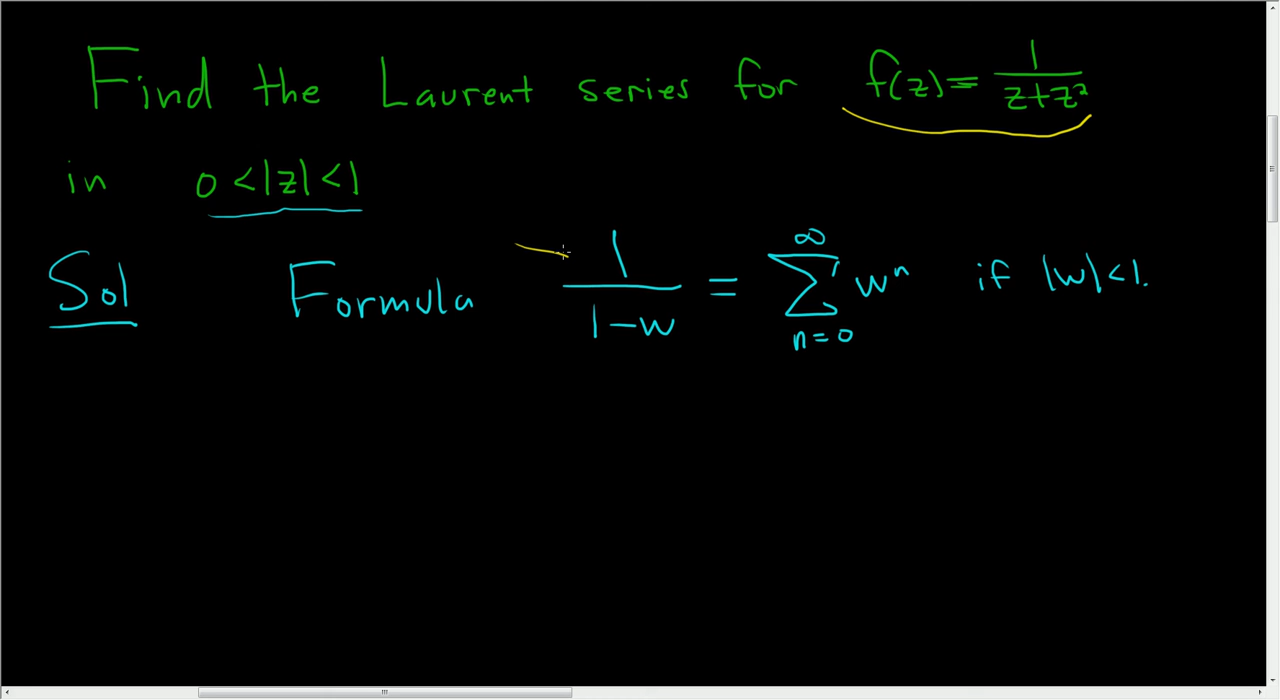 Find the Laurent series for f(z) = 1/(z+z²)
in 0 < |z| < 1
Sol Formula 1/(1-w) = ∑_{n=0}^{∞} wⁿ if |w| < 1.